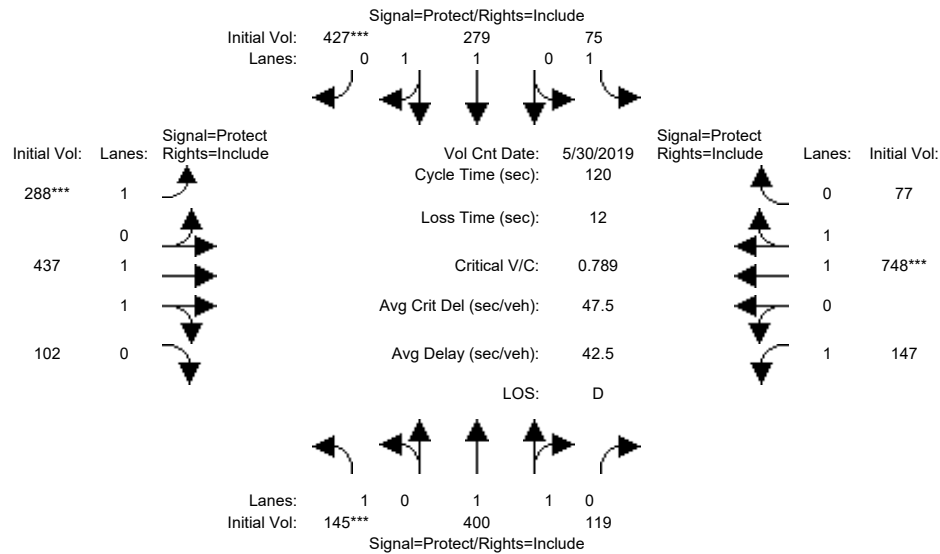 Signal=Protect/Rights=Include
Initial Vol: 427*** 279 75
Lanes: 0 1 1 0 1
Signal=Protect Signal=Protect
Initial Vol: Lanes: Rights=Include Vol Cnt Date: 5/30/2019 Rights=Include Lanes: Initial Vol:
Cycle Time (sec): 120
288*** 1 0 77
Loss Time (sec): 12
0 1
437 1 Critical V/C: 0.789 1 748***
1 Avg Crit Del (sec/veh): 47.5 0
102 0 Avg Delay (sec/veh): 42.5 1 147
LOS: D
Lanes: 1 0 1 1 0
Initial Vol: 145*** 400 119
Signal=Protect/Rights=Include